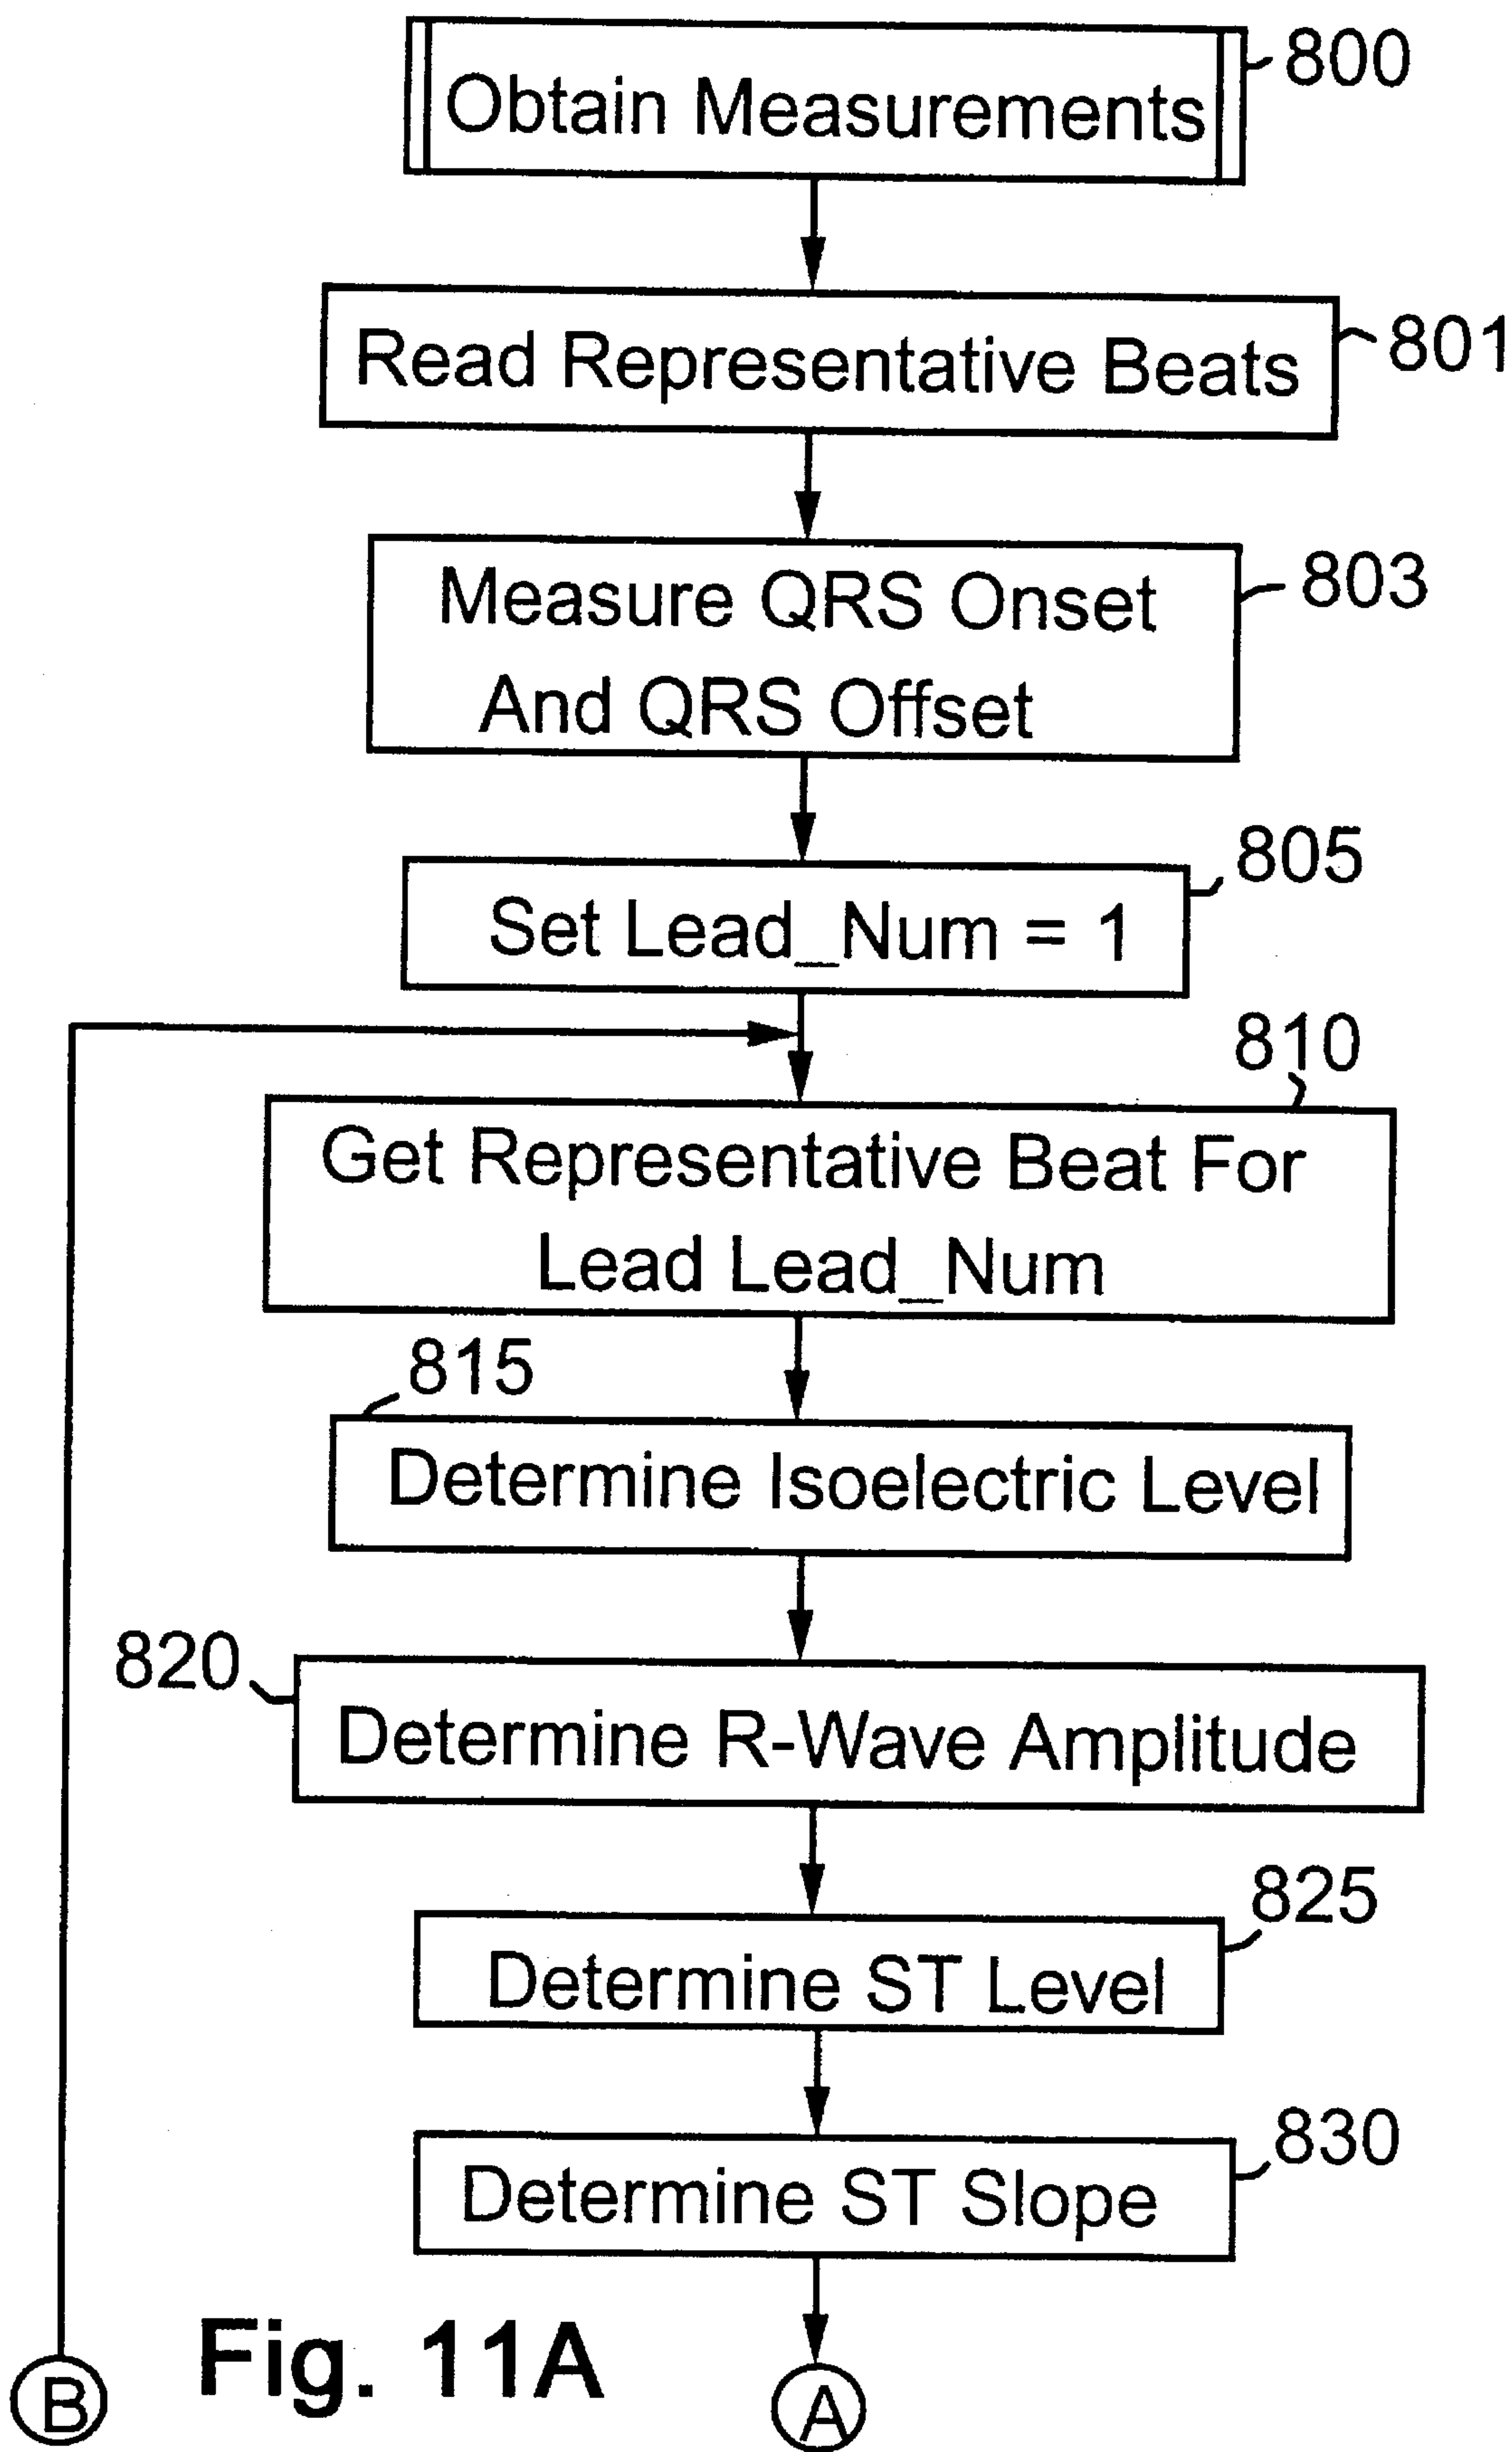 Obtain Measurements
800
Read Representative Beats
801
Measure QRS Onset
And QRS Offset
803
Set Lead_Num = 1
805
810
Get Representative Beat For
Lead Lead_Num
815
Determine Isoelectric Level
820
Determine R-Wave Amplitude
825
Determine ST Level
830
Determine ST Slope
Fig. 11A
B
A